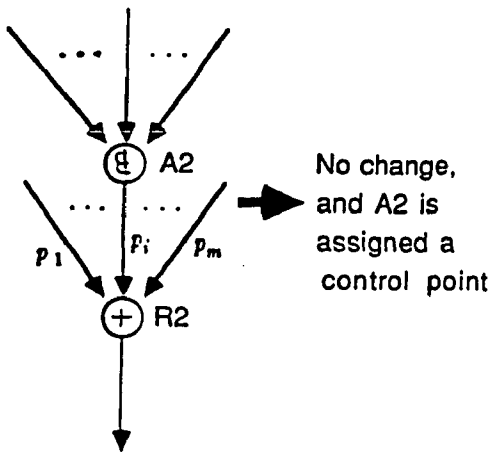 ... ...
& A2
... ...
p1 pi pm
+ R2
No change,
and A2 is
assigned a
control point